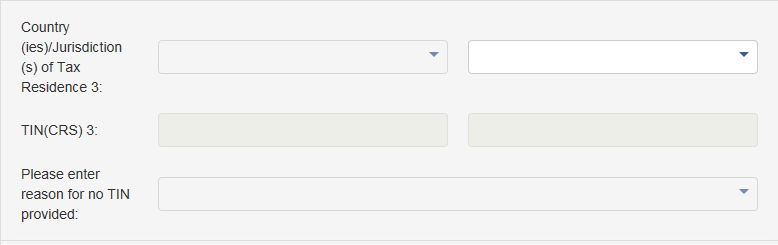 Country
(ies)/Jurisdiction
(s) of Tax
Residence 3:
TIN(CRS) 3:
Please enter
reason for no TIN
provided: